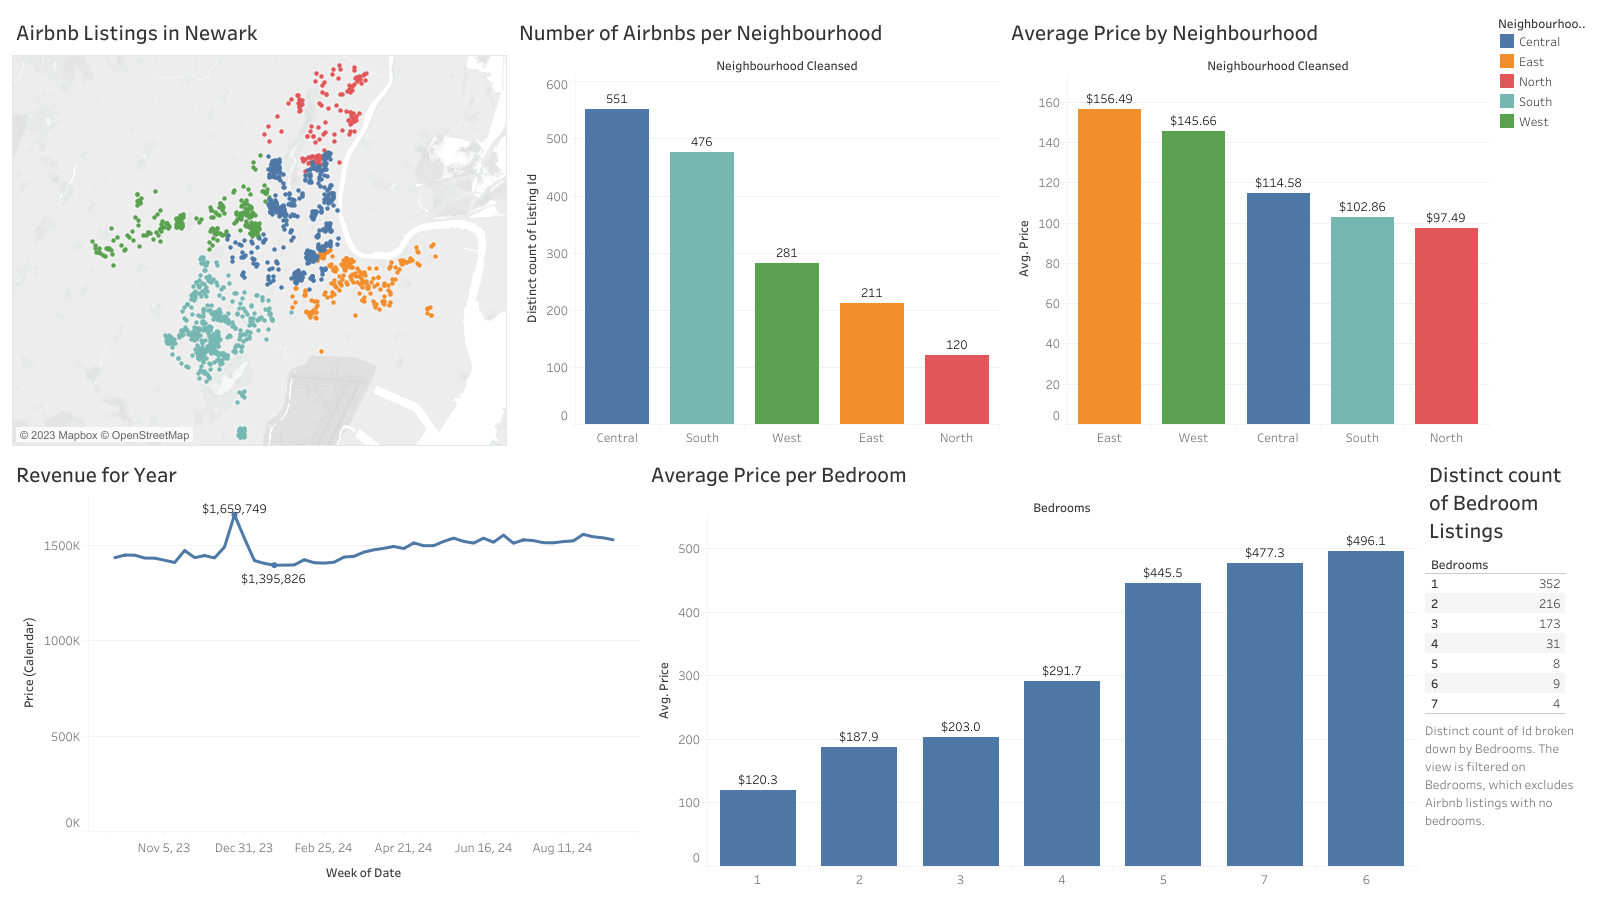 Airbnb Listings in Newark
© 2023 Mapbox © OpenStreetMap
Number of Airbnbs per Neighbourhood
Neighbourhood Cleansed
Distinct count of Listing Id
600
500
400
300
200
100
0
551
476
281
211
120
Central
South
West
East
North
Average Price by Neighbourhood
Neighbourhood Cleansed
Avg. Price
160
140
120
100
80
60
40
20
0
$156.49
$145.66
$114.58
$102.86
$97.49
East
West
Central
South
North
Neighbourhoo..
Central
East
North
South
West
Revenue for Year
Price (Calendar)
1500K
1000K
500K
0K
$1,659,749
$1,395,826
Nov 5, 23
Dec 31, 23
Feb 25, 24
Apr 21, 24
Jun 16, 24
Aug 11, 24
Week of Date
Average Price per Bedroom
Bedrooms
Avg. Price
500
400
300
200
100
0
$120.3
$187.9
$203.0
$291.7
$445.5
$477.3
$496.1
1
2
3
4
5
7
6
Distinct count
of Bedroom
Listings
Bedrooms
1 352
2 216
3 173
4 31
5 8
6 9
7 4
Distinct count of Id broken
down by Bedrooms. The
view is filtered on
Bedrooms, which excludes
Airbnb listings with no
bedrooms.